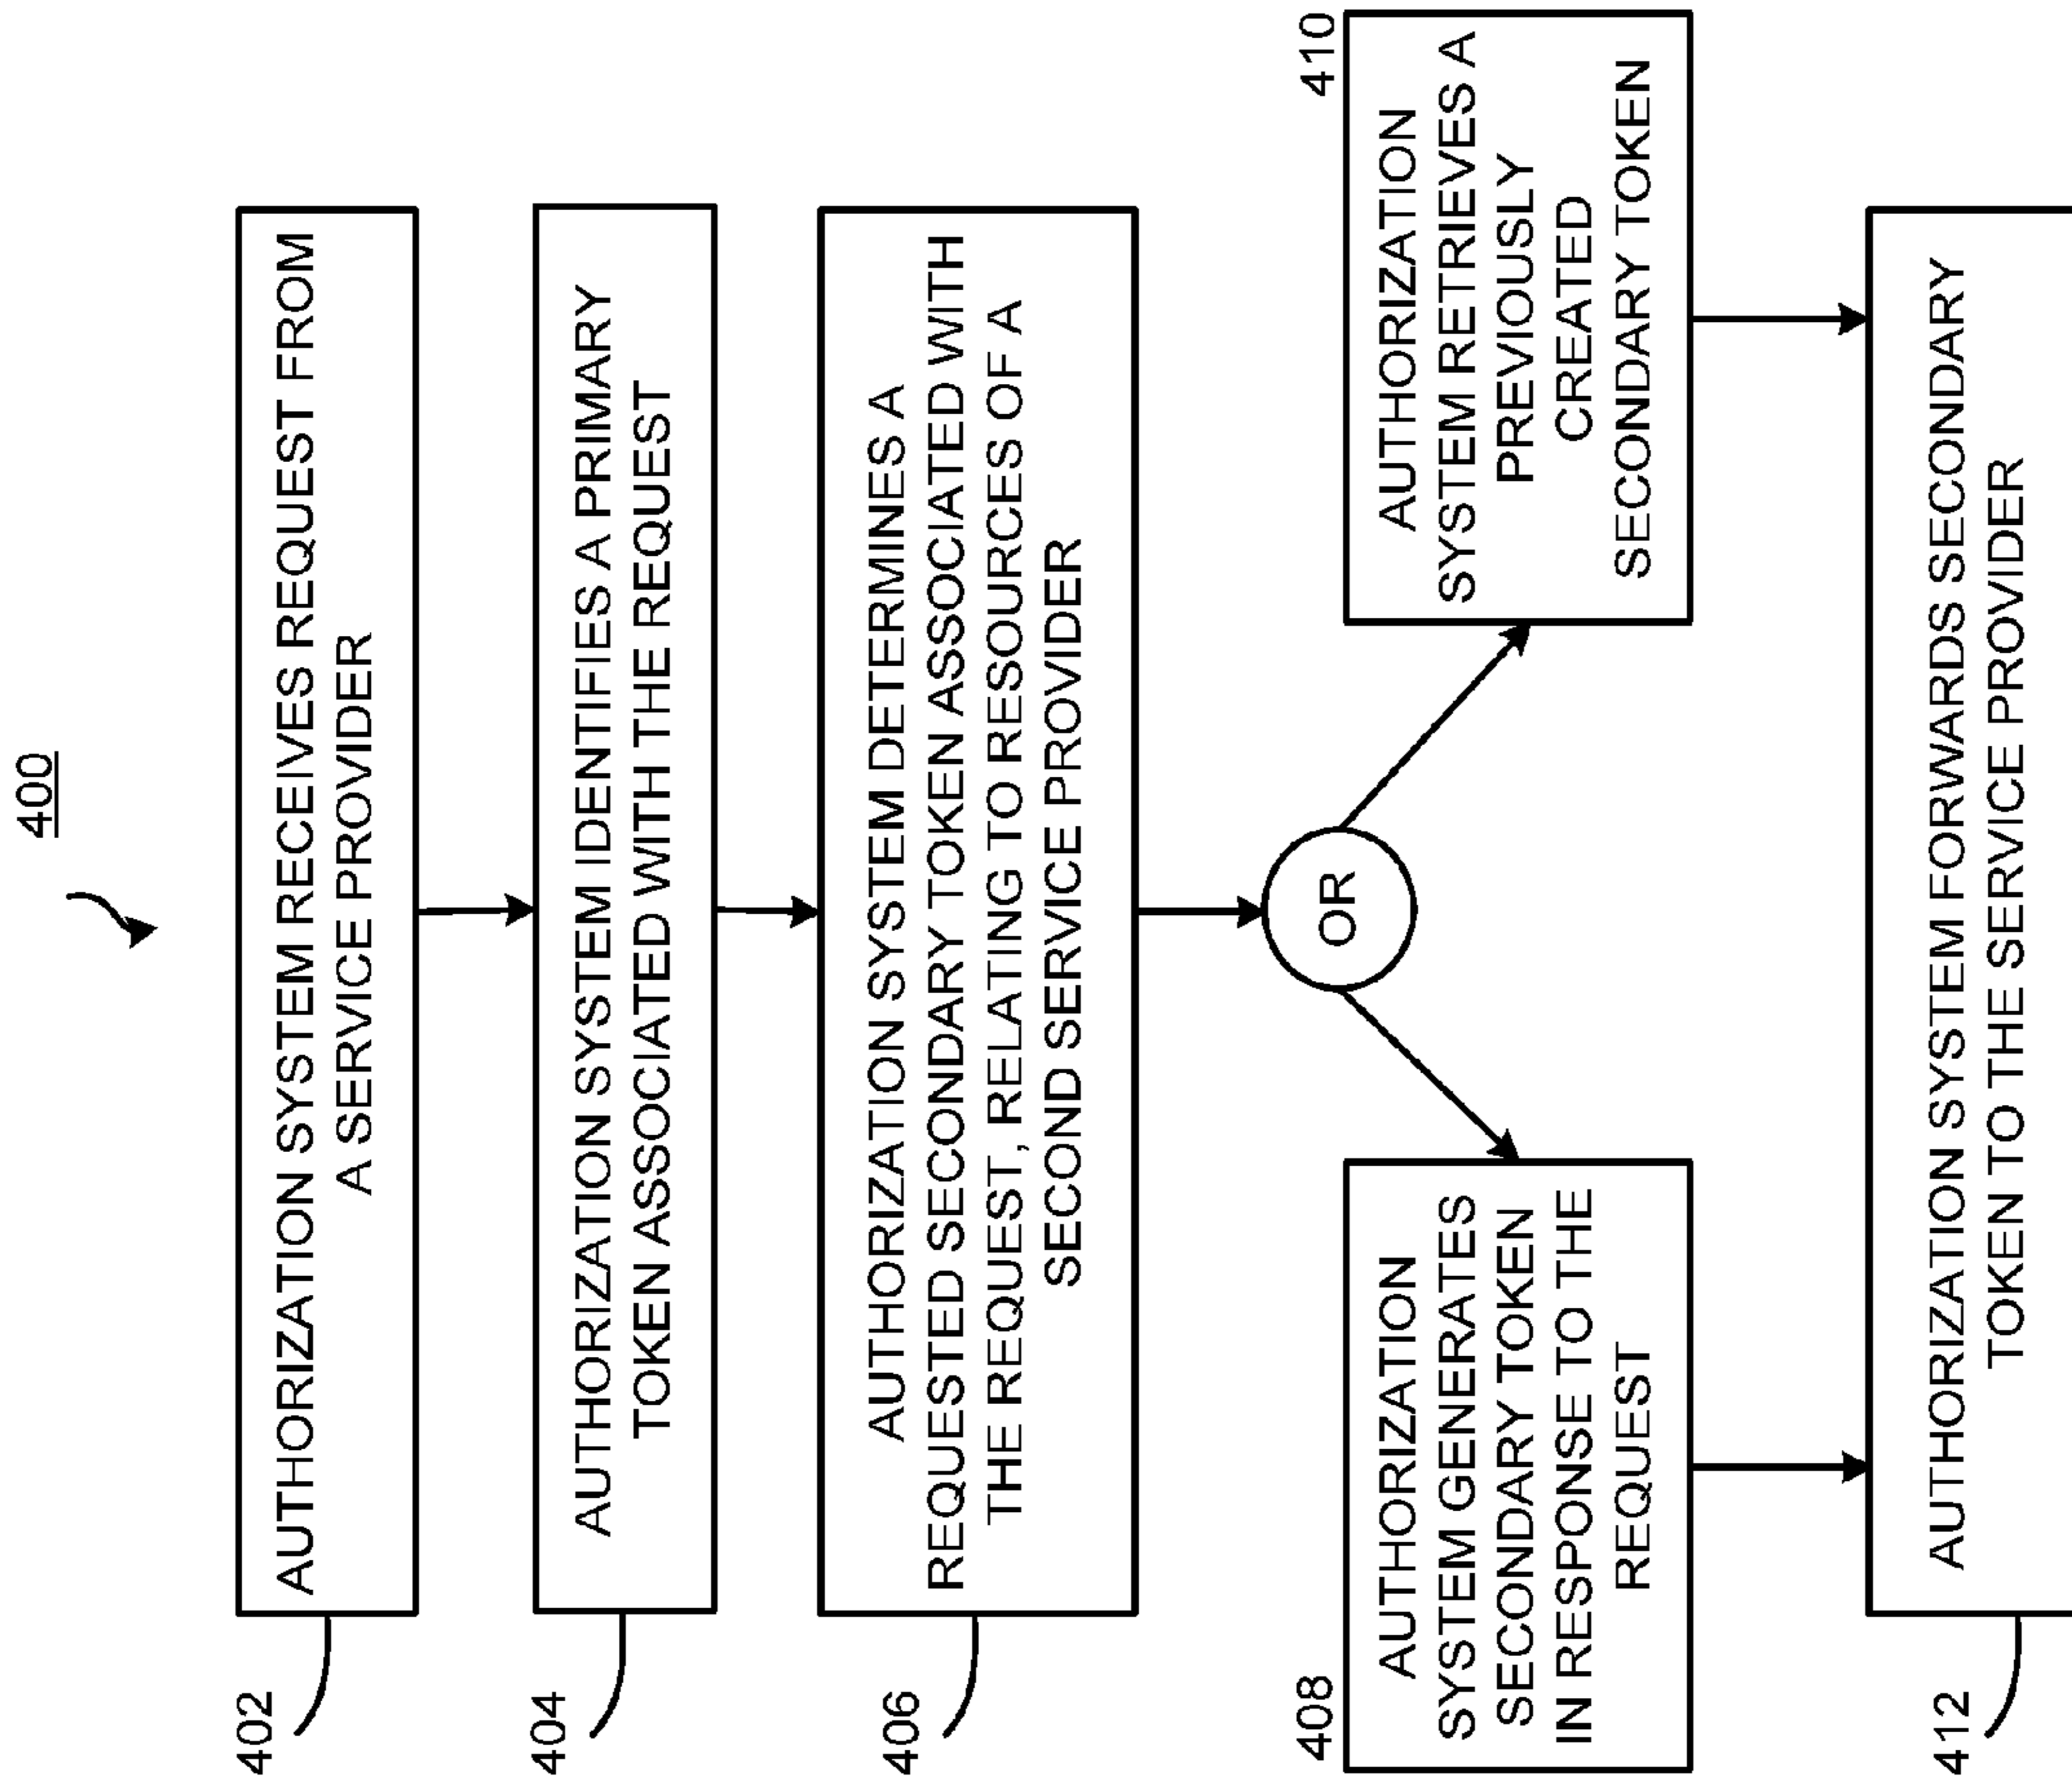 400
402
AUTHORIZATION SYSTEM RECEIVES REQUEST FROM
A SERVICE PROVIDER
404
AUTHORIZATION SYSTEM IDENTIFIES A PRIMARY
TOKEN ASSOCIATED WITH THE REQUEST
406
AUTHORIZATION SYSTEM DETERMINES A
REQUESTED SECONDARY TOKEN ASSOCIATED WITH
THE REQUEST, RELATING TO RESOURCES OF A
SECOND SERVICE PROVIDER
OR
408
AUTHORIZATION
SYSTEM GENERATES
SECONDARY TOKEN
IN RESPONSE TO THE
REQUEST
410
AUTHORIZATION
SYSTEM RETRIEVES A
PREVIOUSLY
CREATED
SECONDARY TOKEN
412
AUTHORIZATION SYSTEM FORWARDS SECONDARY
TOKEN TO THE SERVICE PROVIDER